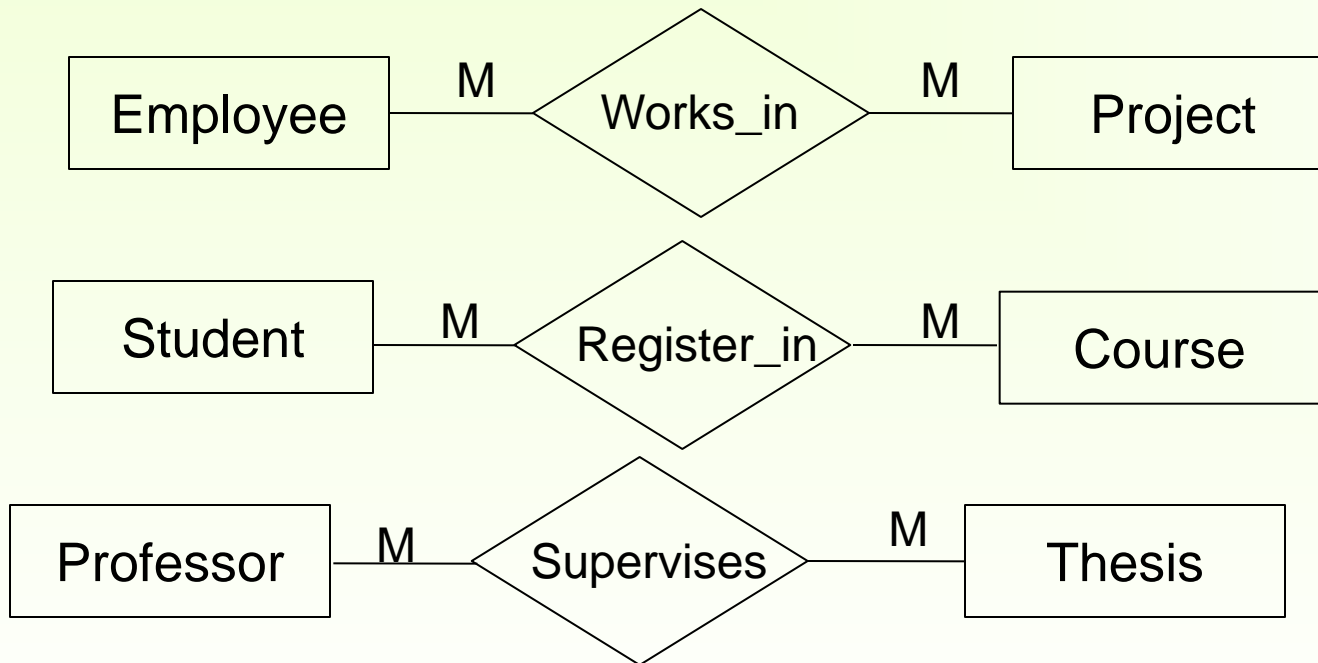 Employee M Works_in M Project
Student M Register_in M Course
Professor M Supervises M Thesis